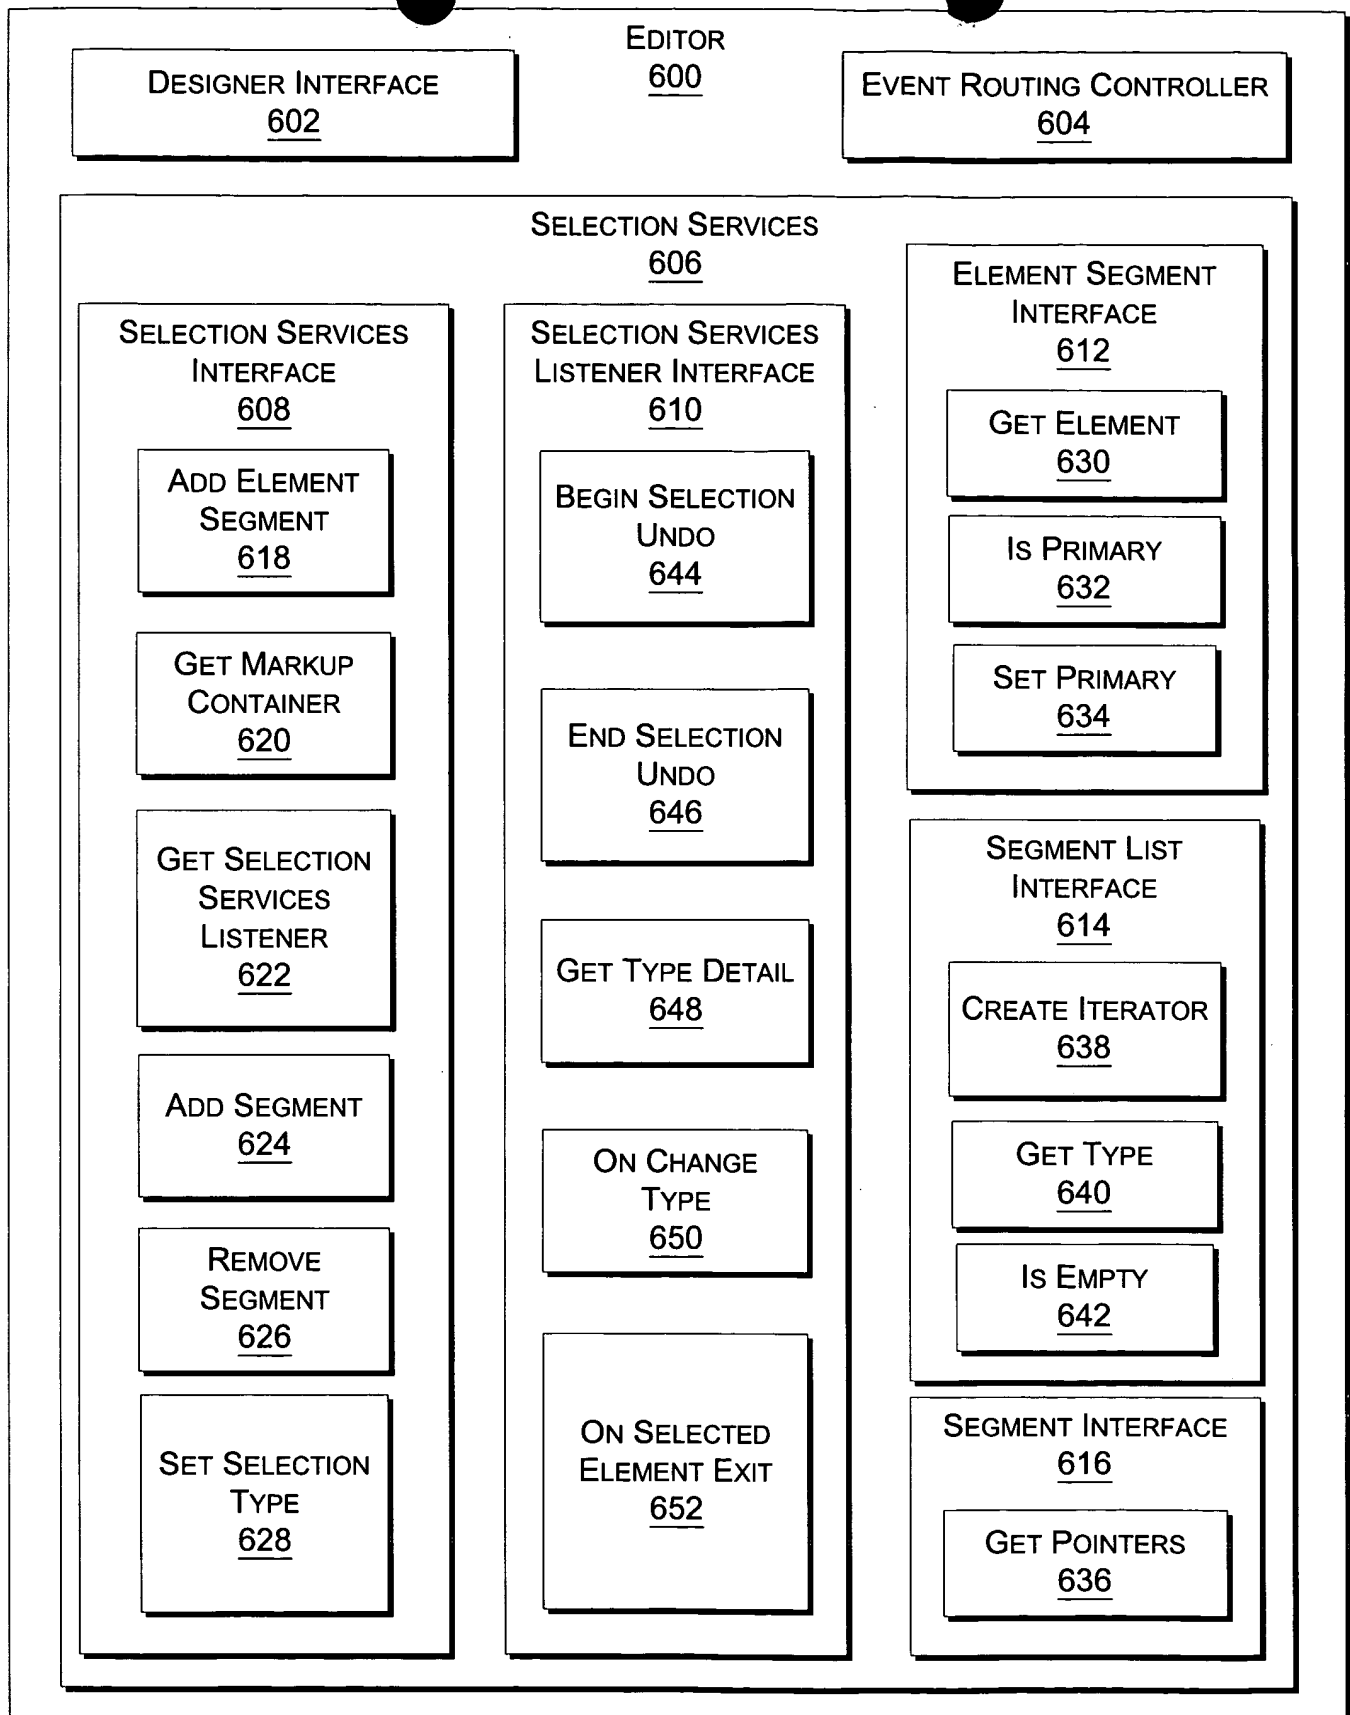 EDITOR
600
DESIGNER INTERFACE
602
EVENT ROUTING CONTROLLER
604
SELECTION SERVICES
606
SELECTION SERVICES
INTERFACE
608
ADD ELEMENT
SEGMENT
618
GET MARKUP
CONTAINER
620
GET SELECTION
SERVICES
LISTENER
622
ADD SEGMENT
624
REMOVE
SEGMENT
626
SET SELECTION
TYPE
628
SELECTION SERVICES
LISTENER INTERFACE
610
BEGIN SELECTION
UNDO
644
END SELECTION
UNDO
646
GET TYPE DETAIL
648
ON CHANGE
TYPE
650
ON SELECTED
ELEMENT EXIT
652
ELEMENT SEGMENT
INTERFACE
612
GET ELEMENT
630
IS PRIMARY
632
SET PRIMARY
634
SEGMENT LIST
INTERFACE
614
CREATE ITERATOR
638
GET TYPE
640
IS EMPTY
642
SEGMENT INTERFACE
616
GET POINTERS
636